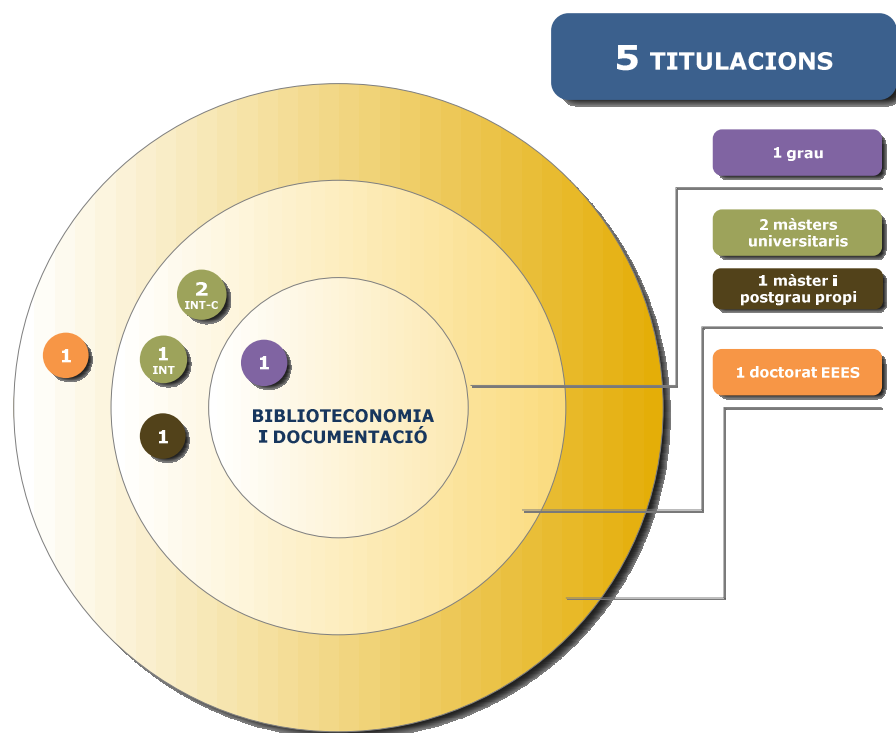 5 TITULACIONS
1 grau
2 màsters
universitaris
1 màster i
postgrau propi
1 doctorat EEES
2
INT-C
1
INT
1
1
1
BIBLIOTECONOMIA
I DOCUMENTACIÓ